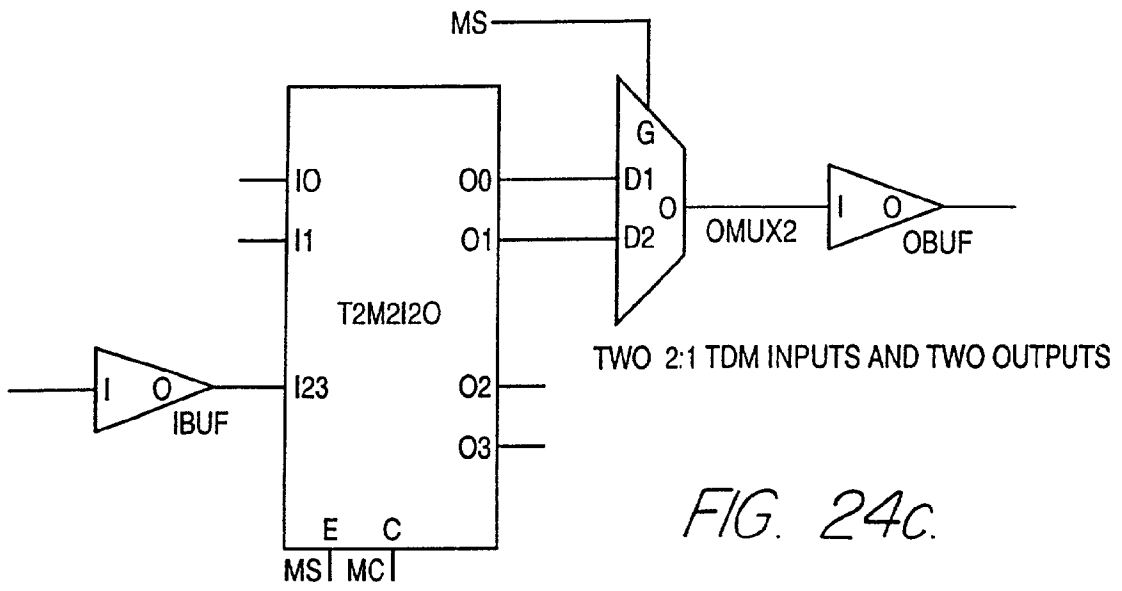 MS
G
I0
O0
D1
O
OMUX2
I
O
OBUF
I1
O1
D2
T2M2I2O
TWO 2:1 TDM INPUTS AND TWO OUTPUTS
I
O
IBUF
I23
O2
O3
E
C
MS
MC
FIG. 24c.